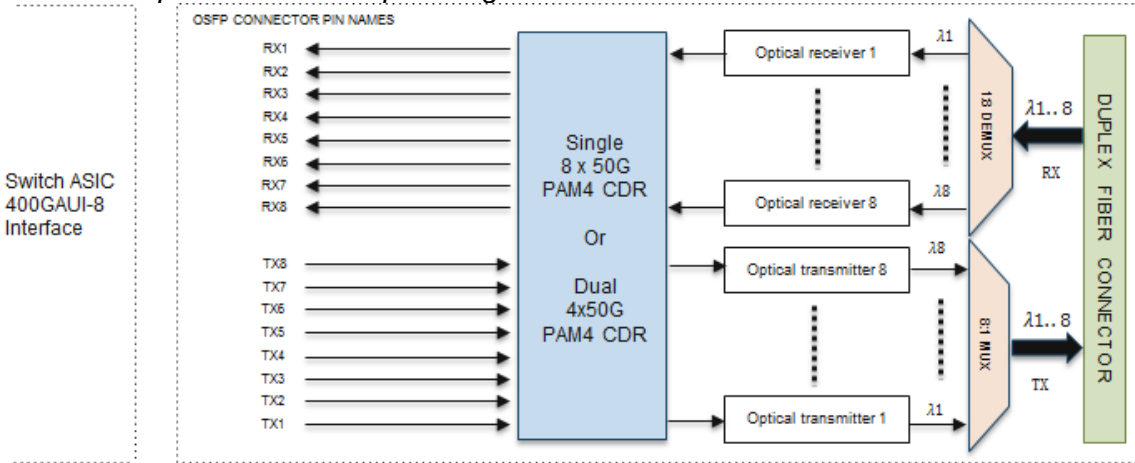 OSFP CONNECTOR PIN NAMES
RX1
RX2
RX3
RX4
RX5
RX6
RX7
RX8
TX8
TX7
TX6
TX5
TX4
TX3
TX2
TX1
Switch ASIC
400GAUI-8
Interface
Single
8 x 50G
PAM4 CDR
Or
Dual
4x50G
PAM4 CDR
Optical receiver 1
Optical receiver 8
Optical transmitter 8
Optical transmitter 1
λ1
λ8
λ8
λ1
1:8 DEMUX
8:1 MUX
λ1..8
RX
λ1..8
TX
DUPLEX FIBER CONNECTOR